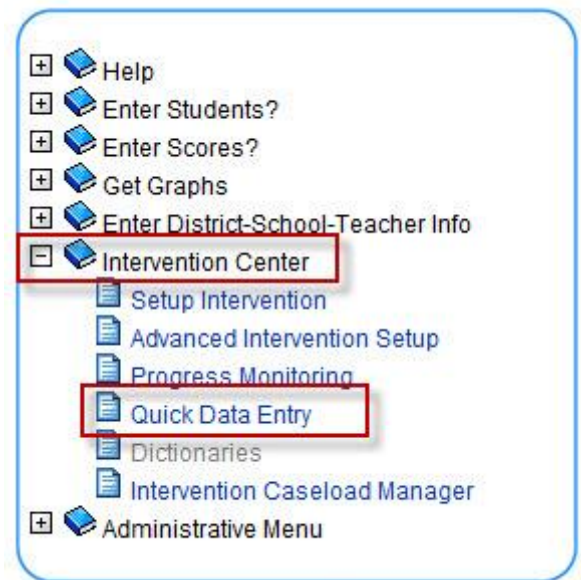 Help
Enter Students?
Enter Scores?
Get Graphs
Enter District-School-Teacher Info
Intervention Center
Setup Intervention
Advanced Intervention Setup
Progress Monitoring
Quick Data Entry
Dictionaries
Intervention Caseload Manager
Administrative Menu